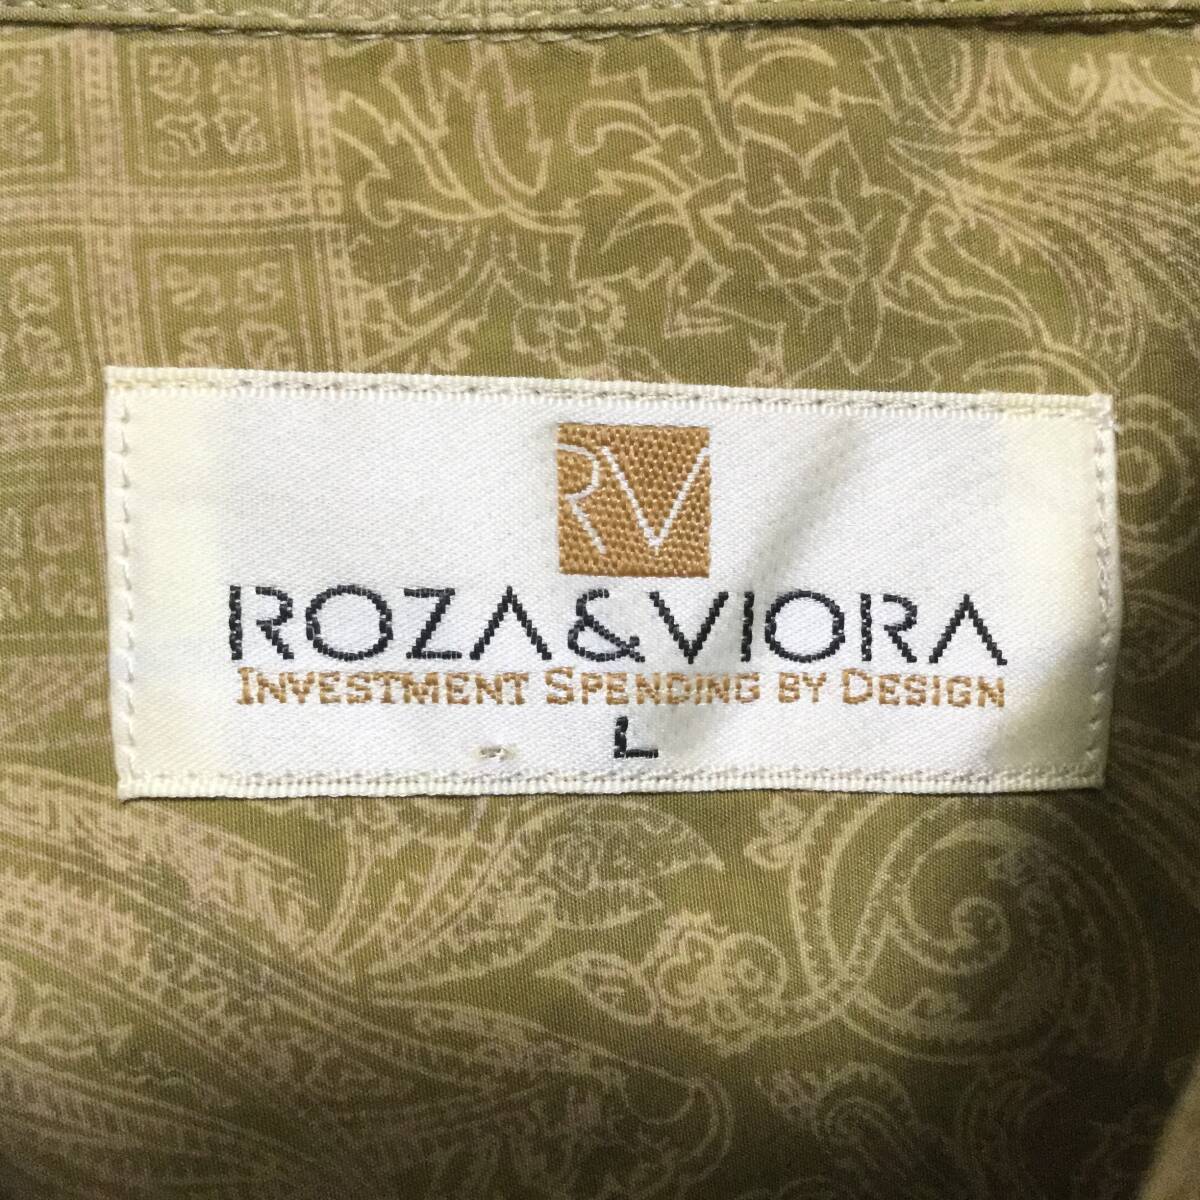 RV
ROZA&VIORA
INVESTMENT SPENDING BY DESIGN
L